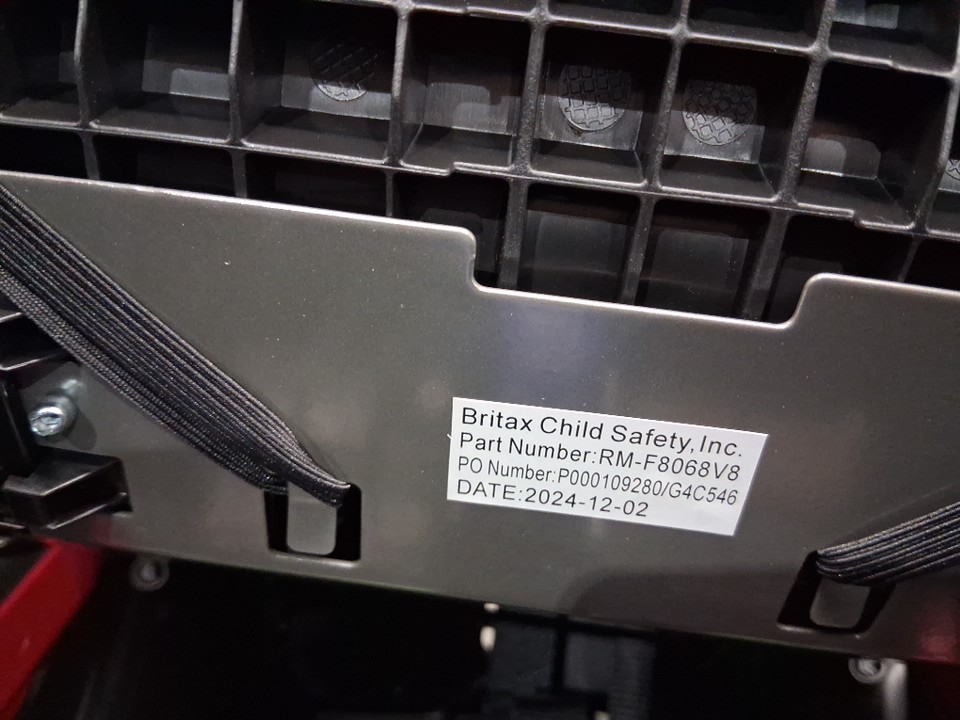 Britax Child Safety,Inc.
Part Number:RM-F8068V8
PO Number:P000109280/G4C546
DATE:2024-12-02